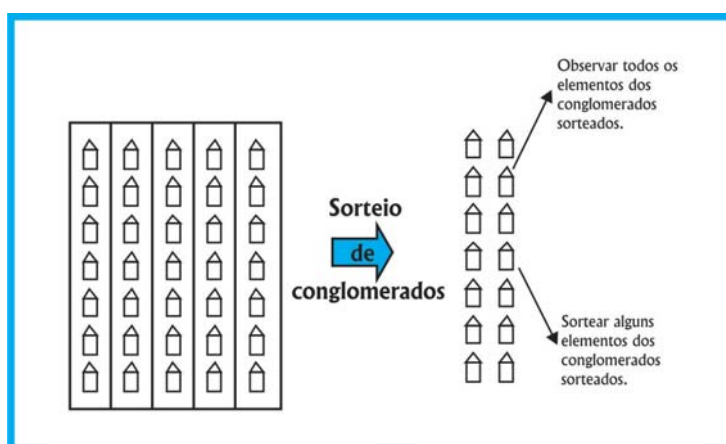 Observar todos os
elementos dos
conglomerados
sorteados.
Sorteio
de
conglomerados
Sortear alguns
elementos dos
conglomerados
sorteados.